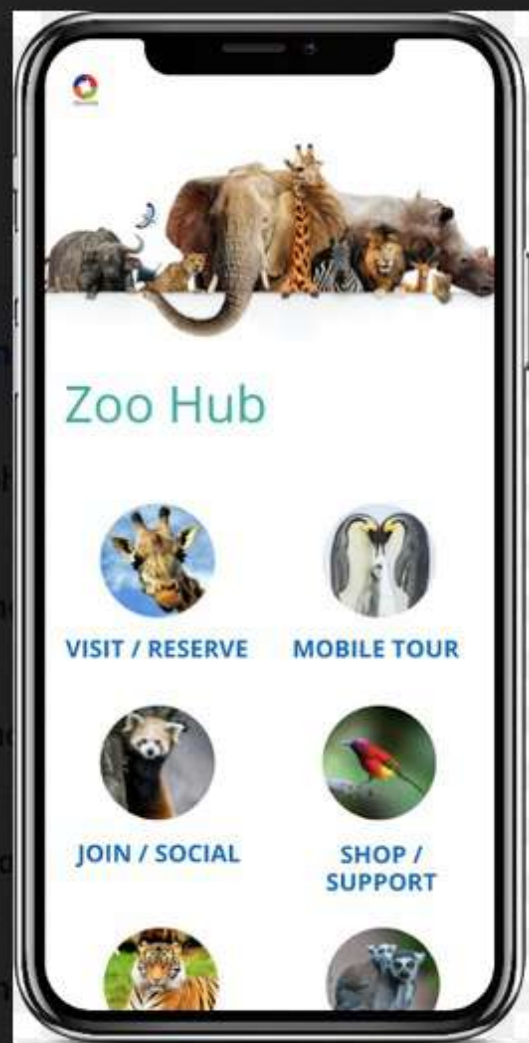 Zoo Hub
VISIT / RESERVE
MOBILE TOUR
JOIN / SOCIAL
SHOP /
SUPPORT